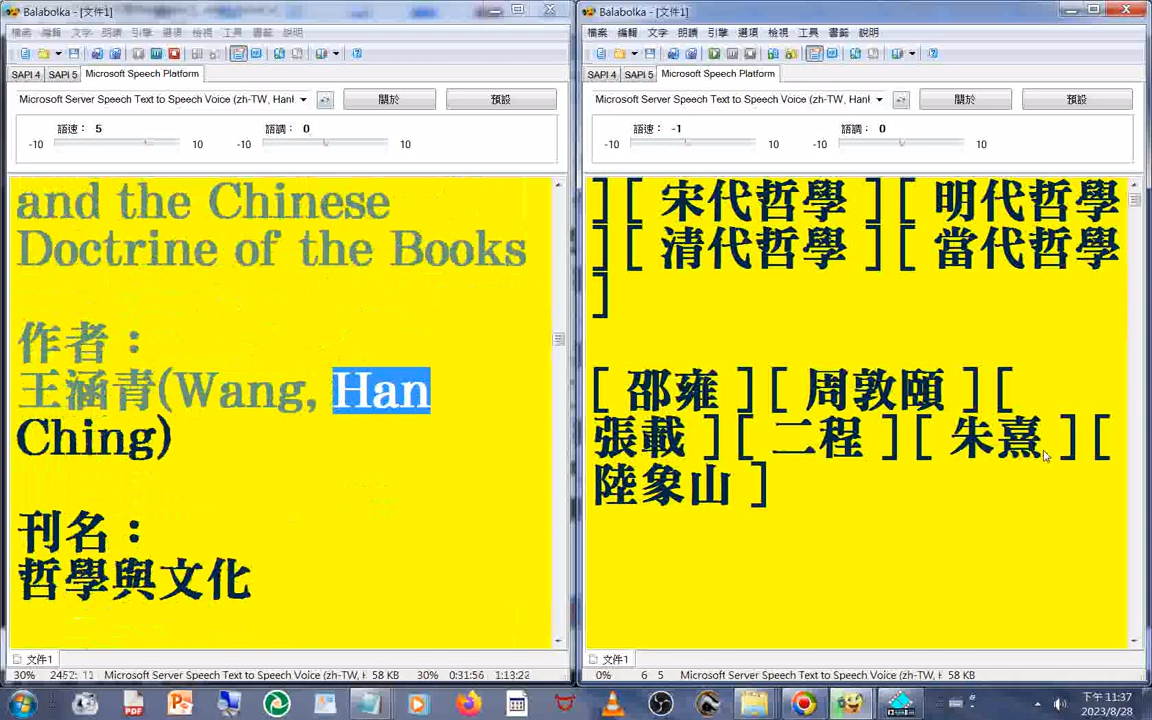 Balabolka - [文件1]
檔案 編輯 文字 朗讀 引擎 選項 檢視 工具 書籤 說明
SAPI 4 SAPI 5 Microsoft Speech Platform
Microsoft Server Speech Text to Speech Voice (zh-TW, Hanl
關於 預設
語速： 5 語調： 0
-10 10 -10 10
and the Chinese
Doctrine of the Books
作者：
王涵青(Wang, Han
Ching)
刊名：
哲學與文化
文件1
30% 2452: 11 Microsoft Server Speech Text to Speech Voice (zh-TW, H 58 KB 30% 0:31:56 1:13:22
Balabolka - [文件1]
檔案 編輯 文字 朗讀 引擎 選項 檢視 工具 書籤 說明
SAPI 4 SAPI 5 Microsoft Speech Platform
Microsoft Server Speech Text to Speech Voice (zh-TW, Hanl
關於 預設
語速： -1 語調： 0
-10 10 -10 10
][ 宋代哲學 ][ 明代哲學
][ 清代哲學 ][ 當代哲學
]
[ 邵雍 ][ 周敦頤 ][
張載 ][ 二程 ][ 朱熹 ][
陸象山 ]
文件1
0% 6 5 Microsoft Server Speech Text to Speech Voice (zh-TW, H 58 KB
PDF
下午 11:37
2023/8/28